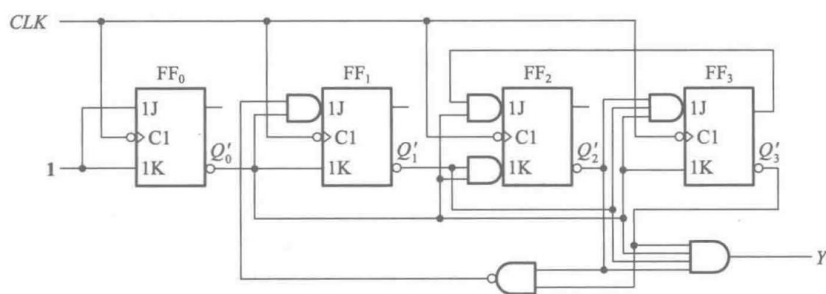 CLK
FF₀
FF₁
FF₂
FF₃
1J
1J
1J
1J
C1
C1
C1
C1
1
1K
Q′₀
1K
Q′₁
1K
Q′₂
1K
Q′₃
Y